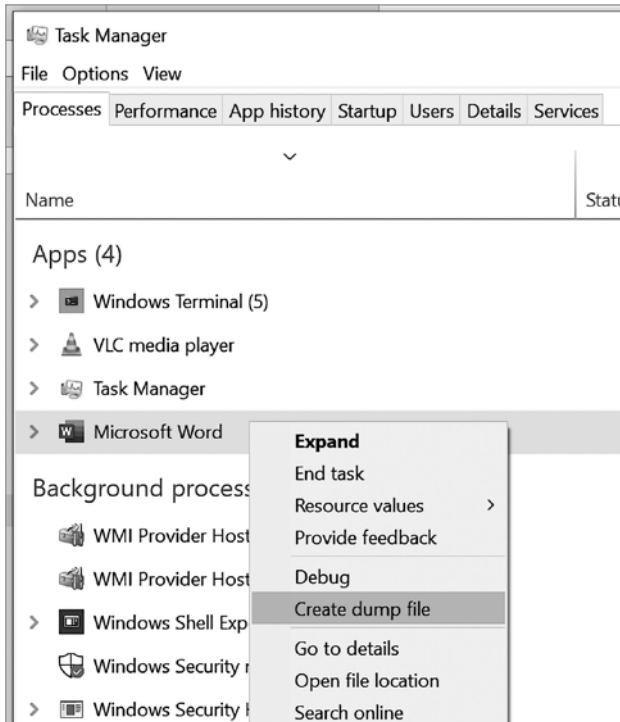 Task Manager
File Options View
Processes Performance App history Startup Users Details Services
Name
Apps (4)
Windows Terminal (5)
VLC media player
Task Manager
Microsoft Word
Expand
End task
Resource values
Provide feedback
Debug
Create dump file
Go to details
Open file location
Search online
Background
WMI Provider Host
WMI Provider Host
Windows Shell
Windows Security
Windows Security